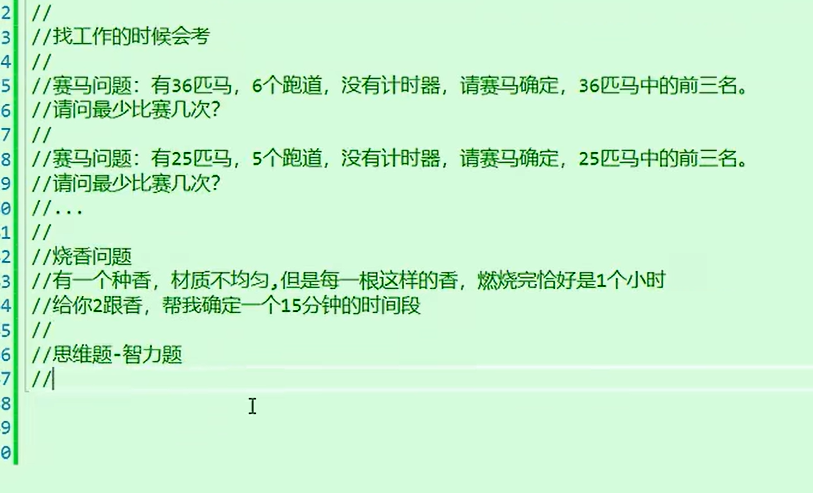 2 //
3 //找工作的时候会考
4 //
5 //赛马问题：有36匹马，6个跑道，没有计时器，请赛马确定，36匹马中的前三名。
6 //请问最少比赛几次？
7 //
8 //赛马问题：有25匹马，5个跑道，没有计时器，请赛马确定，25匹马中的前三名。
9 //请问最少比赛几次？
0 //...
1 //
2 //烧香问题
3 //有一个种香，材质不均匀,但是每一根这样的香，燃烧完恰好是1个小时
4 //给你2跟香，帮我确定一个15分钟的时间段
5 //
6 //思维题-智力题
7 //
8
9
0